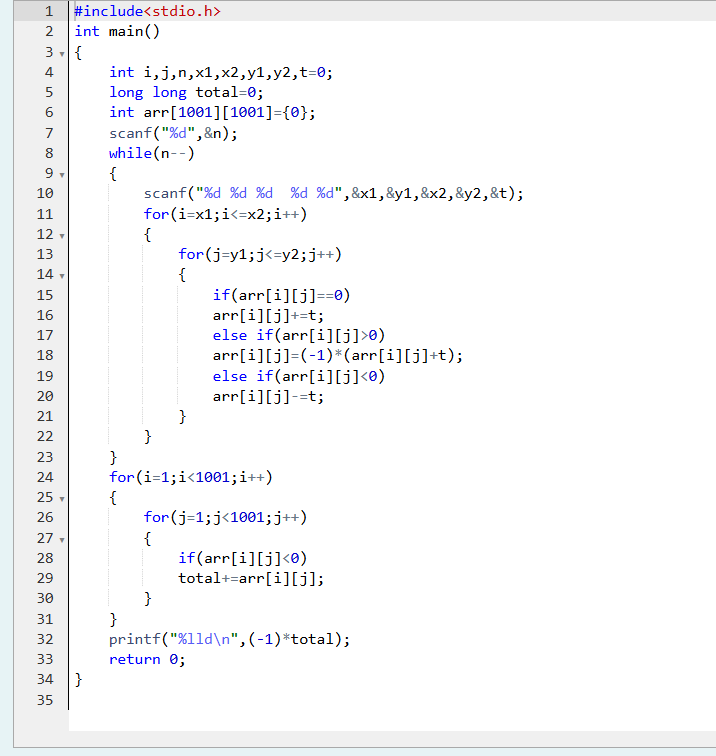 1 #include<stdio.h>
2 int main()
3 {
4 int i,j,n,x1,x2,y1,y2,t=0;
5 long long total=0;
6 int arr[1001][1001]={0};
7 scanf("%d",&n);
8 while(n--)
9 {
10 scanf("%d %d %d  %d %d",&x1,&y1,&x2,&y2,&t);
11 for(i=x1;i<=x2;i++)
12 {
13 for(j=y1;j<=y2;j++)
14 {
15 if(arr[i][j]==0)
16 arr[i][j]+=t;
17 else if(arr[i][j]>0)
18 arr[i][j]=(-1)*(arr[i][j]+t);
19 else if(arr[i][j]<0)
20 arr[i][j]-=t;
21 }
22 }
23 }
24 for(i=1;i<1001;i++)
25 {
26 for(j=1;j<1001;j++)
27 {
28 if(arr[i][j]<0)
29 total+=arr[i][j];
30 }
31 }
32 printf("%lld\n",(-1)*total);
33 return 0;
34 }
35